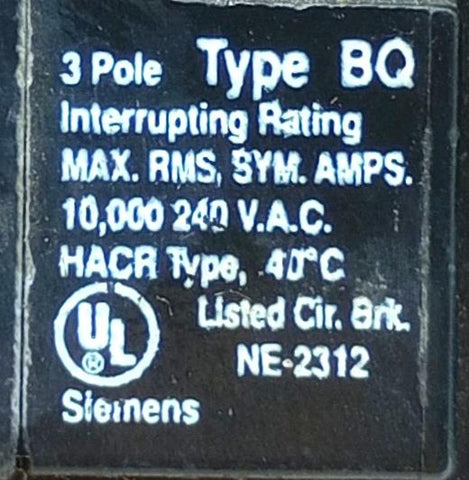 3 Pole Type BQ
Interrupting Rating
MAX. RMS, SYM. AMPS.
10,000 240 V.A.C.
HACR Type, 40°C
UL® Listed Cir. Brk.
NE-2312
Siemens